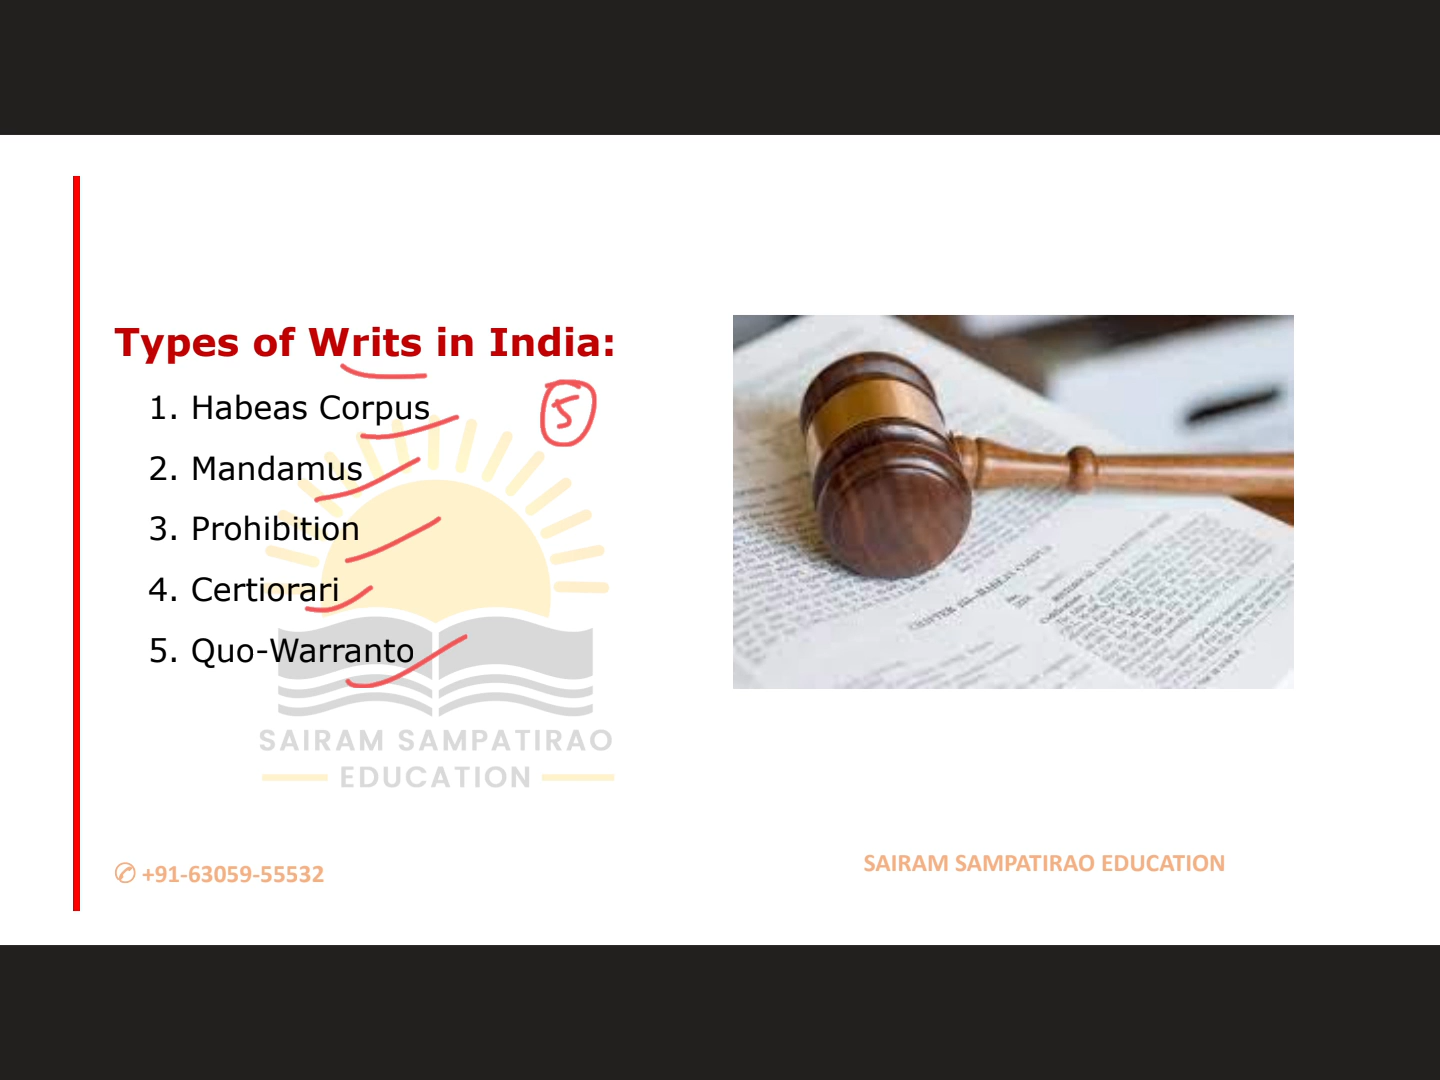 Types of Writs in India:
1. Habeas Corpus
5
2. Mandamus
3. Prohibition
4. Certiorari
5. Quo-Warranto
SAIRAM SAMPATIRAO
EDUCATION
✆ +91-63059-55532
SAIRAM SAMPATIRAO EDUCATION